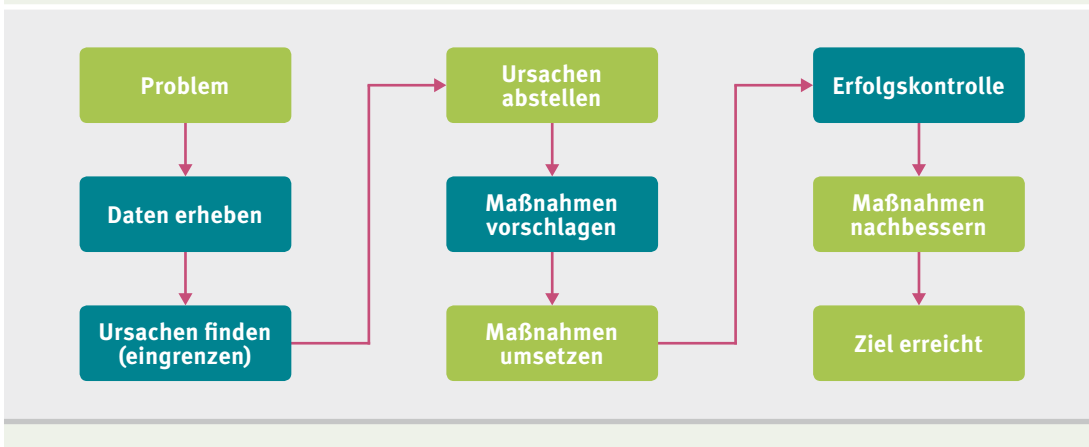 Problem
Daten erheben
Ursachen finden
(eingrenzen)
Ursachen
abstellen
Maßnahmen
vorschlagen
Maßnahmen
umsetzen
Erfolgskontrolle
Maßnahmen
nachbessern
Ziel erreicht